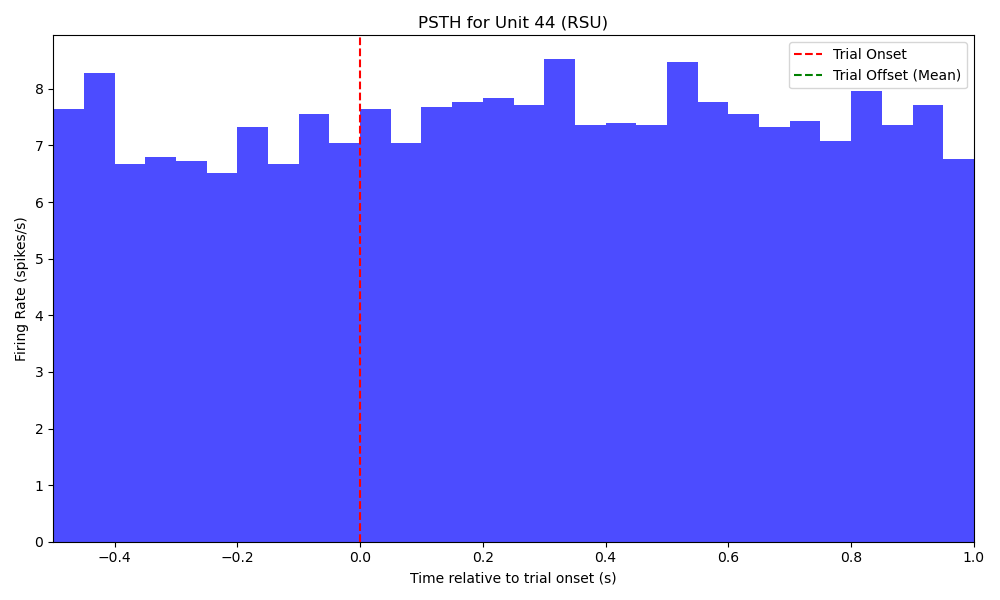 PSTH for Unit 44 (RSU)
Trial Onset
Trial Offset (Mean)
Firing Rate (spikes/s)
8
7
6
5
4
3
2
1
0
−0.4 −0.2 0.0 0.2 0.4 0.6 0.8 1.0
Time relative to trial onset (s)